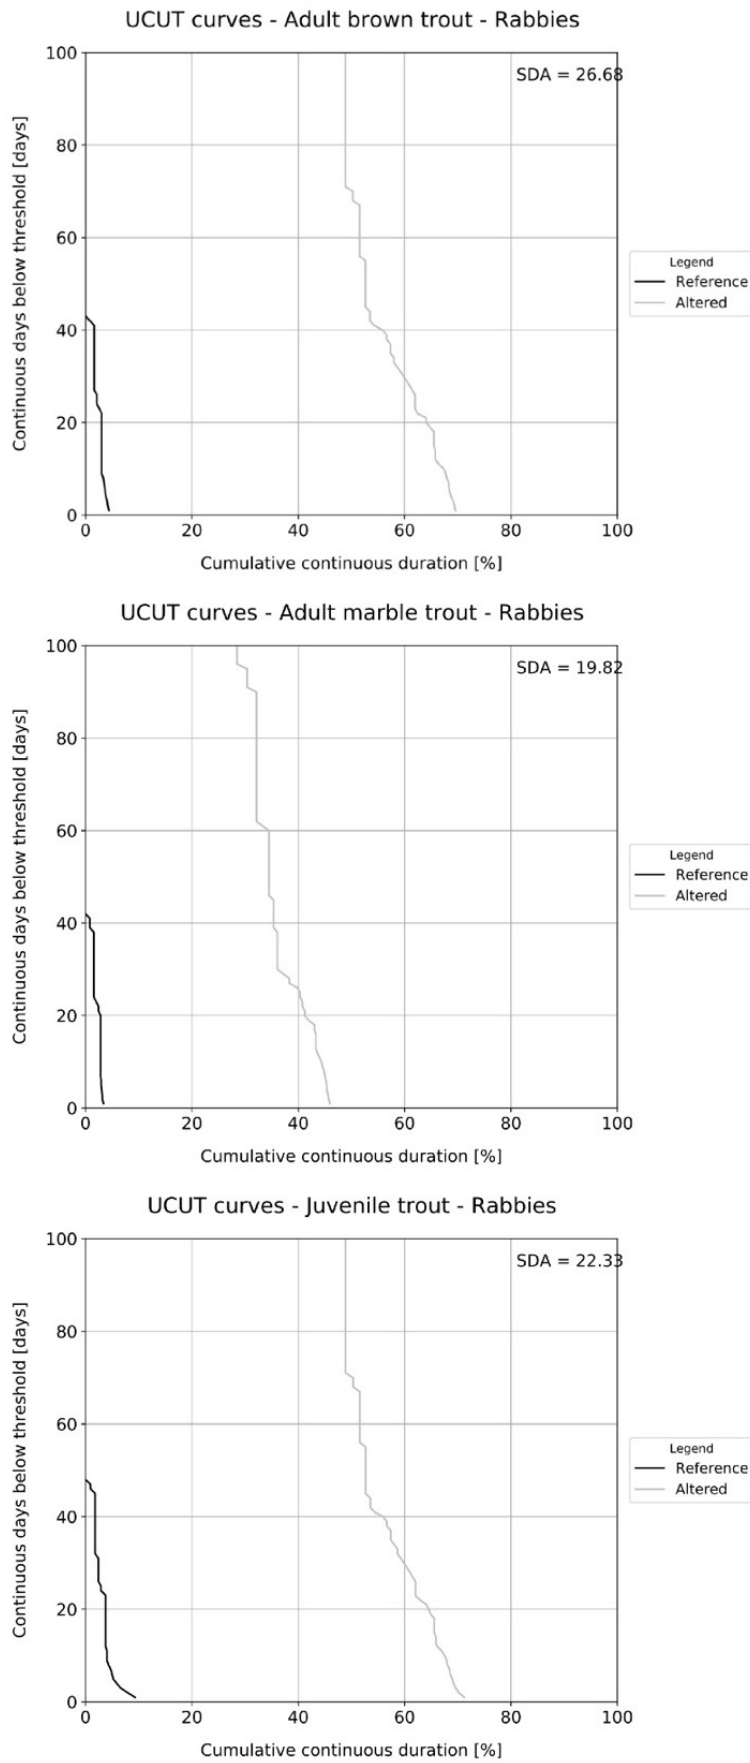 UCUT curves - Adult brown trout - Rabbies
100
SDA = 26.68
80
60
40
20
0
Continuous days below threshold [days]
0 20 40 60 80 100
Cumulative continuous duration [%]
Legend
Reference
Altered
UCUT curves - Adult marble trout - Rabbies
100
SDA = 19.82
80
60
40
20
0
Continuous days below threshold [days]
0 20 40 60 80 100
Cumulative continuous duration [%]
Legend
Reference
Altered
UCUT curves - Juvenile trout - Rabbies
100
SDA = 22.33
80
60
40
20
0
Continuous days below threshold [days]
0 20 40 60 80 100
Cumulative continuous duration [%]
Legend
Reference
Altered